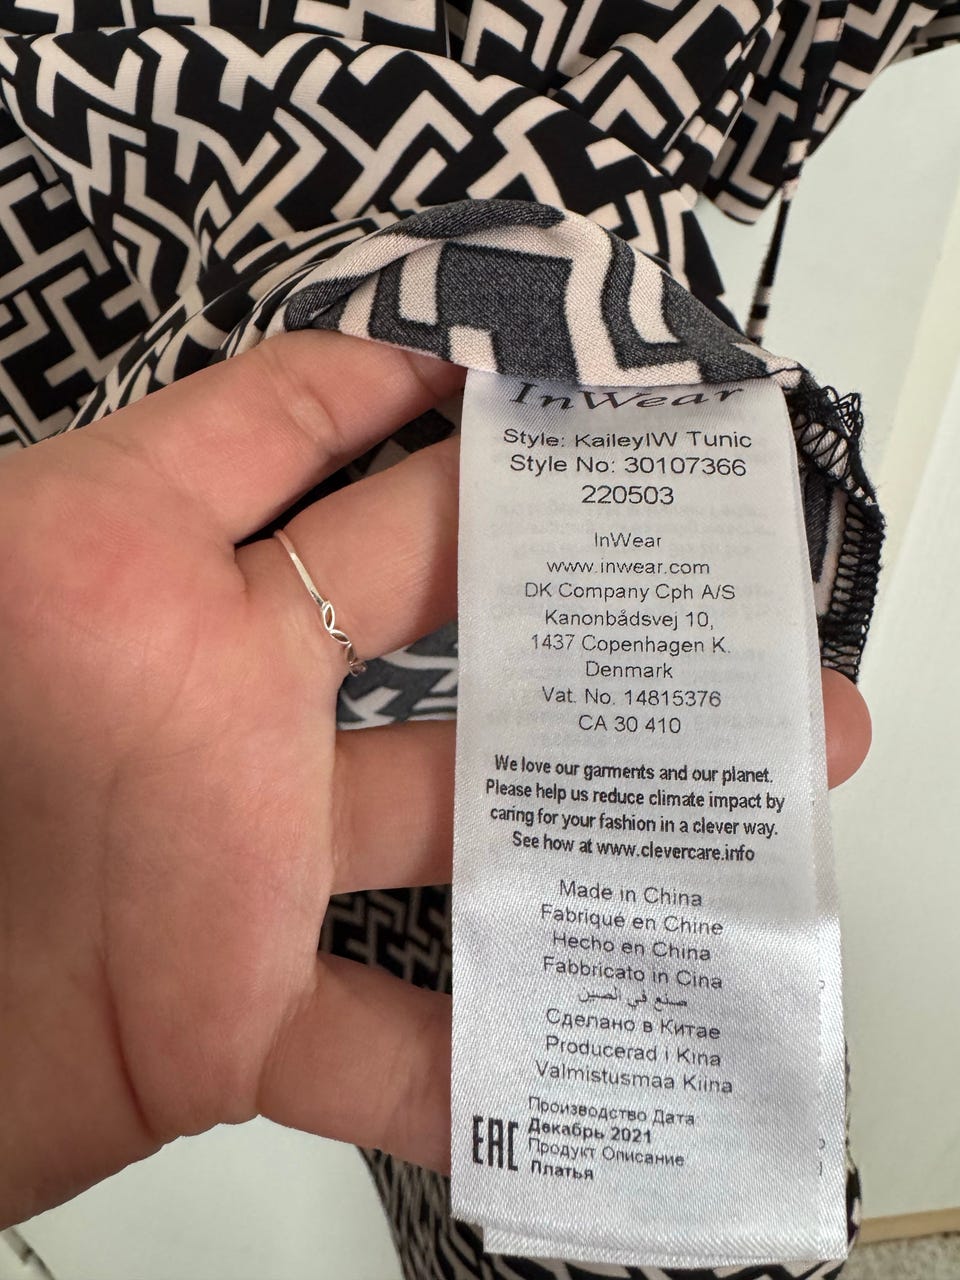 InWear
Style: KaileyIW Tunic
Style No: 30107366
220503
InWear
www.inwear.com
DK Company Cph A/S
Kanonbådsvej 10,
1437 Copenhagen K.
Denmark
Vat. No. 14815376
CA 30 410
We love our garments and our planet.
Please help us reduce climate impact by
caring for your fashion in a clever way.
See how at www.clevercare.info
Made in China
Fabriqué en Chine
Hecho en China
Fabbricato in Cina
صنع في الصين
Сделано в Китае
Producerad i Kina
Valmistusmaa Kiina
EAC
Производство Дата
Декабрь 2021
Продукт Описание
Платья